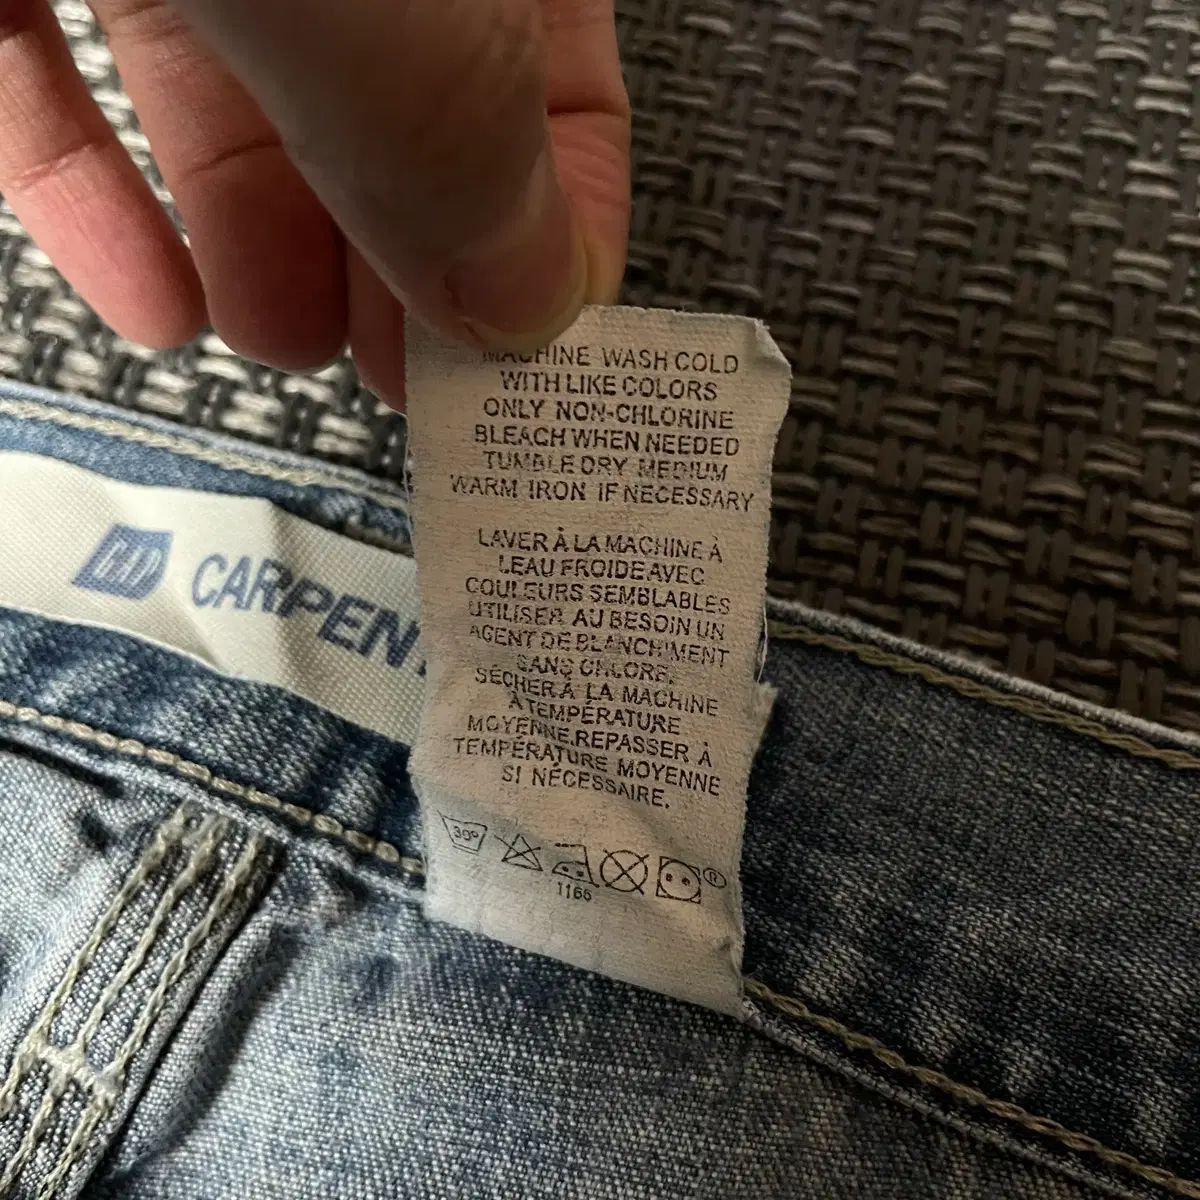 MACHINE WASH COLD
WITH LIKE COLORS
ONLY NON-CHLORINE
BLEACH WHEN NEEDED
TUMBLE DRY MEDIUM
WARM IRON IF NECESSARY
LAVER À LA MACHINE À
L'EAU FROIDE AVEC
COULEURS SEMBLABLES
UTILISER AU BESOIN UN
AGENT DE BLANCHIMENT
SANS CHLORE.
SÉCHER À LA MACHINE
À TEMPÉRATURE
MOYENNE.REPASSER À
TEMPÉRATURE MOYENNE
SI NÉCESSAIRE.
30° ®
1166
CARPENT